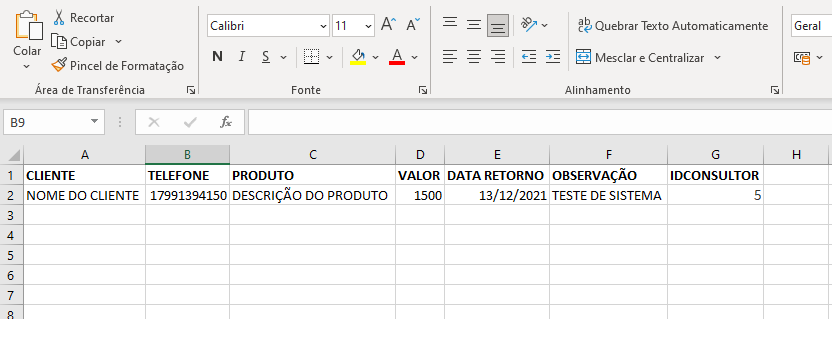 Colar
Recortar
Copiar
Pincel de Formatação
Área de Transferência
Calibri 11 A A
N I S A
Fonte
ab Quebrar Texto Automaticamente
Mesclar e Centralizar
Alinhamento
Geral
B9 fx
A B C D E F G H
1 CLIENTE TELEFONE PRODUTO VALOR DATA RETORNO OBSERVAÇÃO IDCONSULTOR
2 NOME DO CLIENTE 17991394150 DESCRIÇÃO DO PRODUTO 1500 13/12/2021 TESTE DE SISTEMA 5
3
4
5
6
7
8